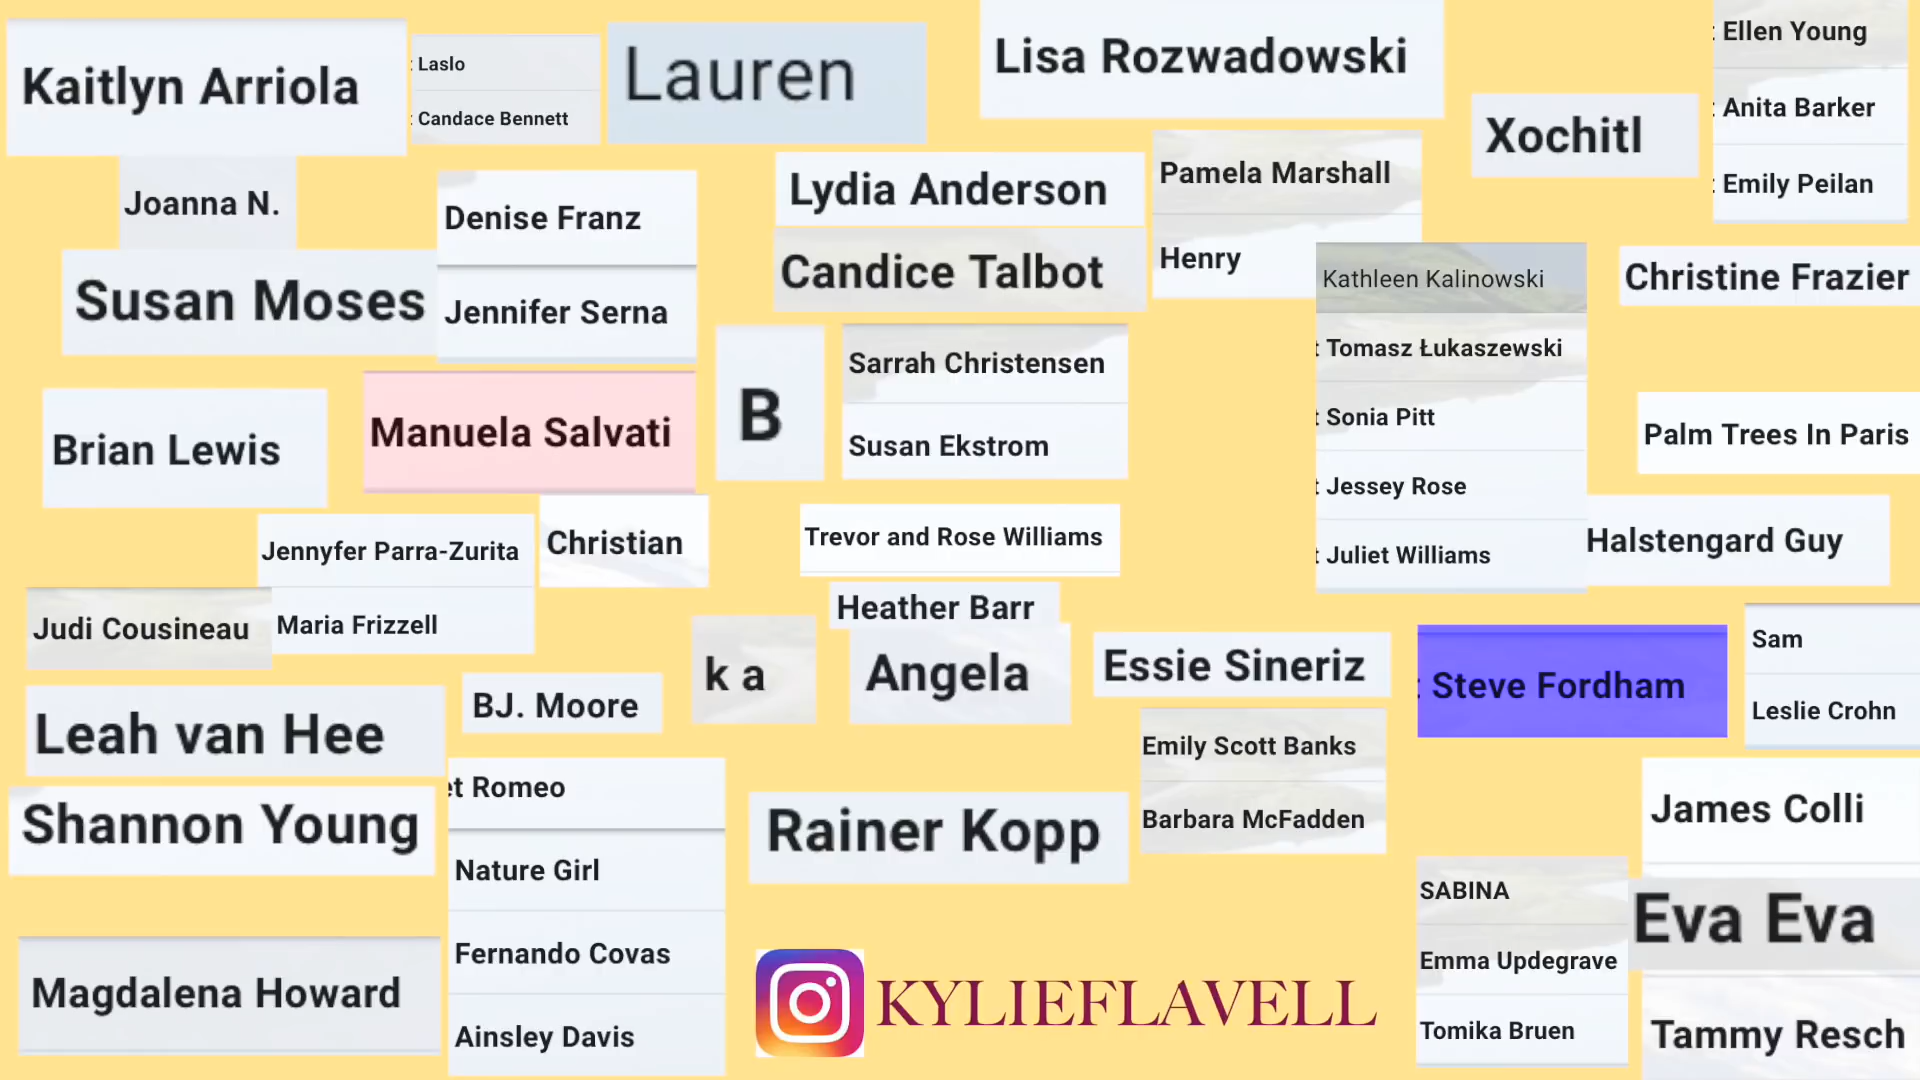 Kaitlyn Arriola
: Laslo
: Candace Bennett
Lauren
Lisa Rozwadowski
: Ellen Young
: Anita Barker
: Emily Peilan
Xochitl
Joanna N.
Denise Franz
Jennifer Serna
Lydia Anderson
Candice Talbot
Pamela Marshall
Henry
Susan Moses
Kathleen Kalinowski
t Tomasz Łukaszewski
t Sonia Pitt
t Jessey Rose
t Juliet Williams
Christine Frazier
Brian Lewis
Manuela Salvati
B
Sarrah Christensen
Susan Ekstrom
Palm Trees In Paris
Jennyfer Parra-Zurita
Maria Frizzell
Christian
Trevor and Rose Williams
Halstengard Guy
Judi Cousineau
Heather Barr
k a
Angela
Essie Sineriz
: Steve Fordham
Sam
Leslie Crohn
Leah van Hee
BJ. Moore
Emily Scott Banks
Barbara McFadden
Shannon Young
et Romeo
Nature Girl
Fernando Covas
Ainsley Davis
Rainer Kopp
James Colli
SABINA
Emma Updegrave
Tomika Bruen
Eva Eva
Tammy Resch
Magdalena Howard
KYLIEFLAVELL